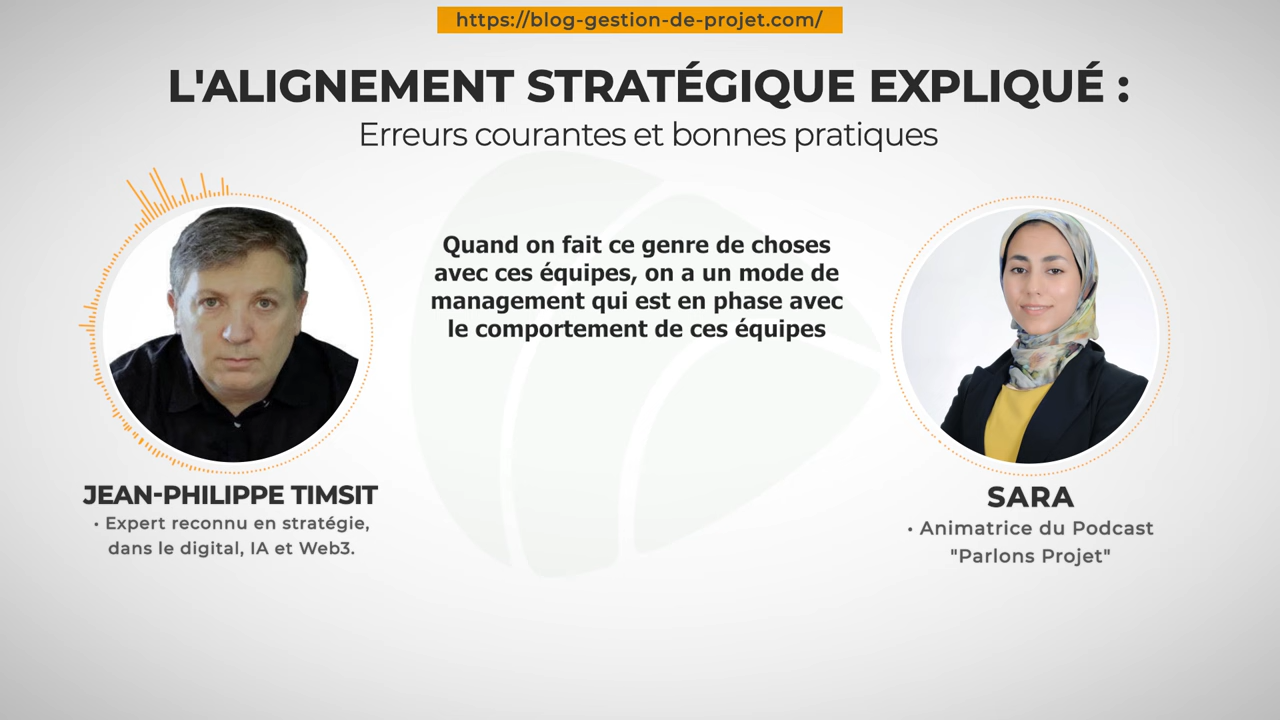 https://blog-gestion-de-projet.com/
L'ALIGNEMENT STRATÉGIQUE EXPLIQUÉ :
Erreurs courantes et bonnes pratiques
Quand on fait ce genre de choses
avec ces équipes, on a un mode de
management qui est en phase avec
le comportement de ces équipes
JEAN-PHILIPPE TIMSIT
• Expert reconnu en stratégie,
dans le digital, IA et Web3.
SARA
• Animatrice du Podcast
"Parlons Projet"